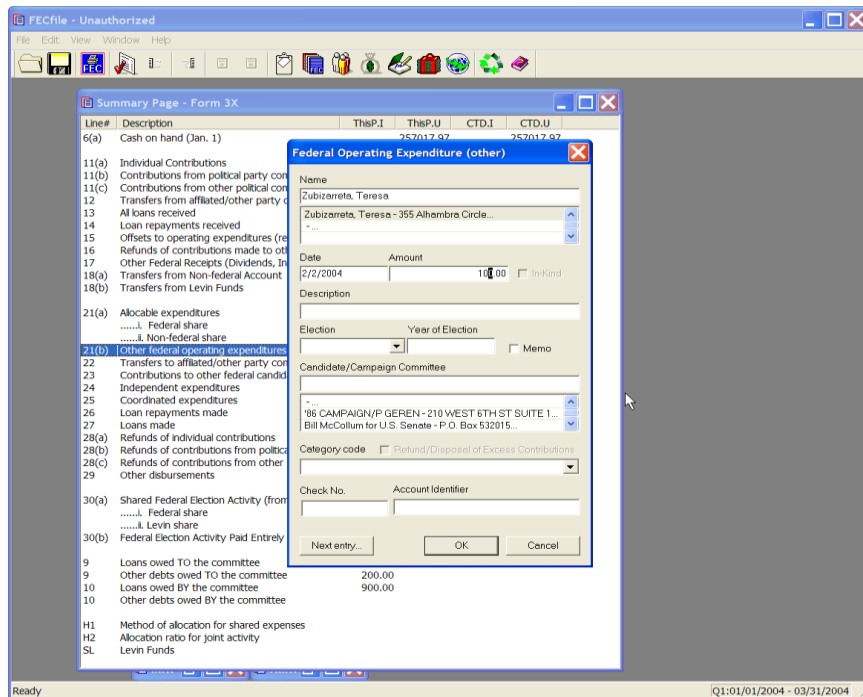 FECfile - Unauthorized
File Edit View Window Help
FEC
Summary Page - Form 3X
Line# Description ThisP.I ThisP.U CTD.I CTD.U
6(a) Cash on hand (Jan. 1) 257017.97 257017.97
11(a) Individual Contributions
11(b) Contributions from political party con
11(c) Contributions from other political con
12 Transfers from affiliated/other party c
13 All loans received
14 Loan repayments received
15 Offsets to operating expenditures (re
16 Refunds of contributions made to oth
17 Other Federal Receipts (Dividends, In
18(a) Transfers from Non-federal Account
18(b) Transfers from Levin Funds
21(a) Allocable expenditures
......i. Federal share
......ii. Non-federal share
21(b) Other federal operating expenditures
22 Transfers to affiliated/other party con
23 Contributions to other federal candid
24 Independent expenditures
25 Coordinated expenditures
26 Loan repayments made
27 Loans made
28(a) Refunds of individual contributions
28(b) Refunds of contributions from politica
28(c) Refunds of contributions from other
29 Other disbursements
30(a) Shared Federal Election Activity (from
......i. Federal share
......ii. Levin share
30(b) Federal Election Activity Paid Entirely
9 Loans owed TO the committee
9 Other debts owed TO the committee 200.00
10 Loans owed BY the committee 900.00
10 Other debts owed BY the committee
H1 Method of allocation for shared expenses
H2 Allocation ratio for joint activity
SL Levin Funds
Federal Operating Expenditure (other)
Name
Zubizarreta, Teresa
Zubizarreta, Teresa - 355 Alhambra Circle...
- ...
Date Amount
2/2/2004 100.00 In-Kind
Description
Election Year of Election
Memo
Candidate/Campaign Committee
- ...
'86 CAMPAIGN/P GEREN - 210 WEST 6TH ST SUITE 1...
Bill McCollum for U.S. Senate - P.O. Box 532015...
Category code Refund/Disposal of Excess Contributions
Check No. Account Identifier
Next entry... OK Cancel
Ready Q1:01/01/2004 - 03/31/2004